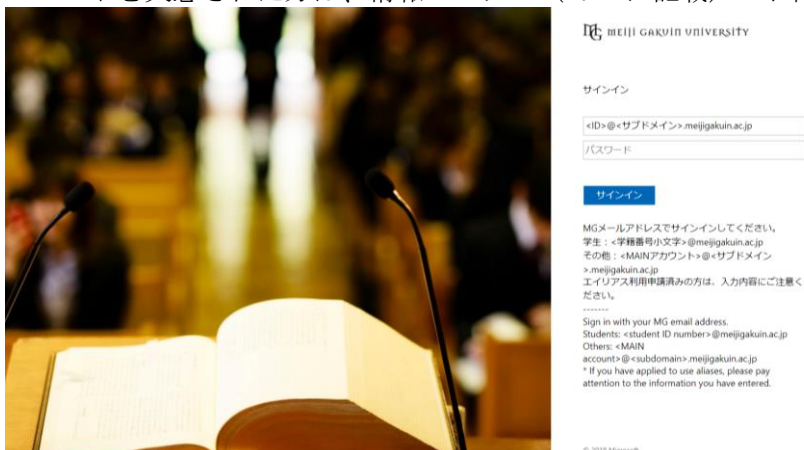 MG MEIJI GAKUIN UNIVERSITY
サインイン
<ID>@<サブドメイン>.meijigakuin.ac.jp
パスワード
サインイン
MGメールアドレスでサインインしてください。
学生：<学籍番号小文字>@meijigakuin.ac.jp
その他：<MAINアカウント>@<サブドメイン
>.meijigakuin.ac.jp
エイリアス利用申請済みの方は、入力内容にご注意く
ださい。
-------
Sign in with your MG email address.
Students: <student ID number>@meijigakuin.ac.jp
Others: <MAIN
account>@<subdomain>.meijigakuin.ac.jp
* If you have applied to use aliases, please pay
attention to the information you have entered.